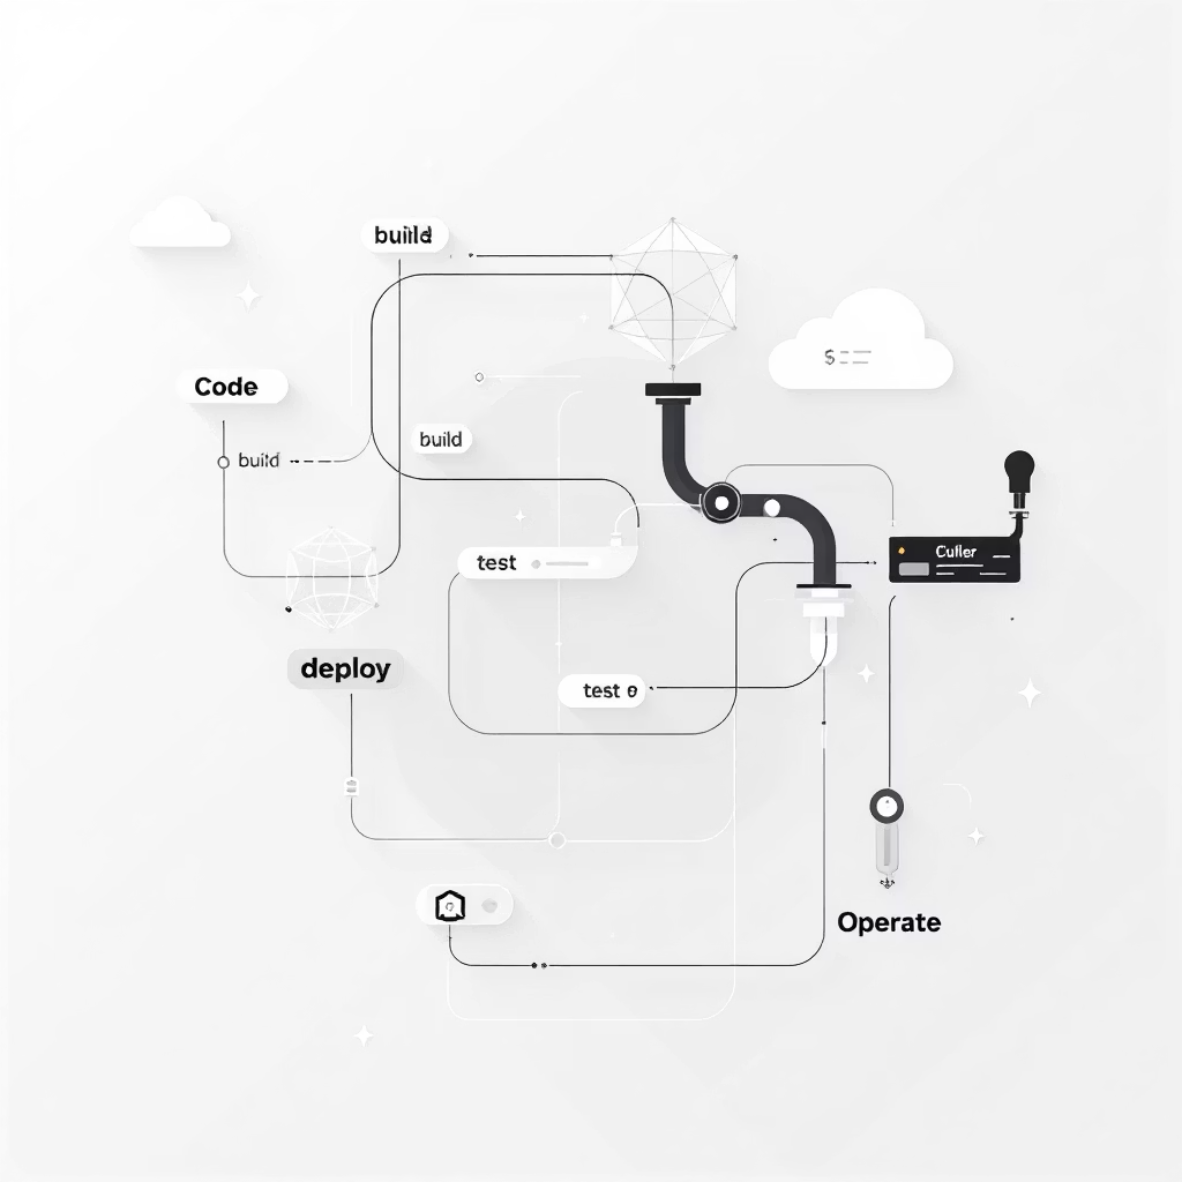 build
Code
build
build
$
test
Culler
test o
deploy
Operate